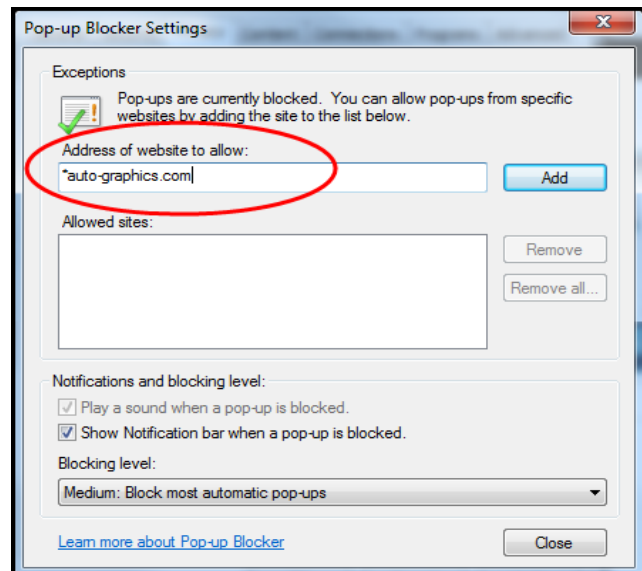 Pop-up Blocker Settings
Exceptions
Pop-ups are currently blocked. You can allow pop-ups from specific
websites by adding the site to the list below.
Address of website to allow:
*auto-graphics.com
Add
Allowed sites:
Remove
Remove all...
Notifications and blocking level:
Play a sound when a pop-up is blocked.
Show Notification bar when a pop-up is blocked.
Blocking level:
Medium: Block most automatic pop-ups
Learn more about Pop-up Blocker
Close